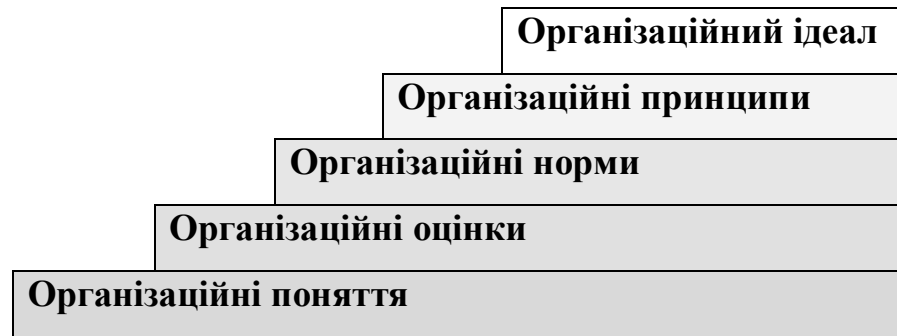 Організаційний ідеал
Організаційні принципи
Організаційні норми
Організаційні оцінки
Організаційні поняття